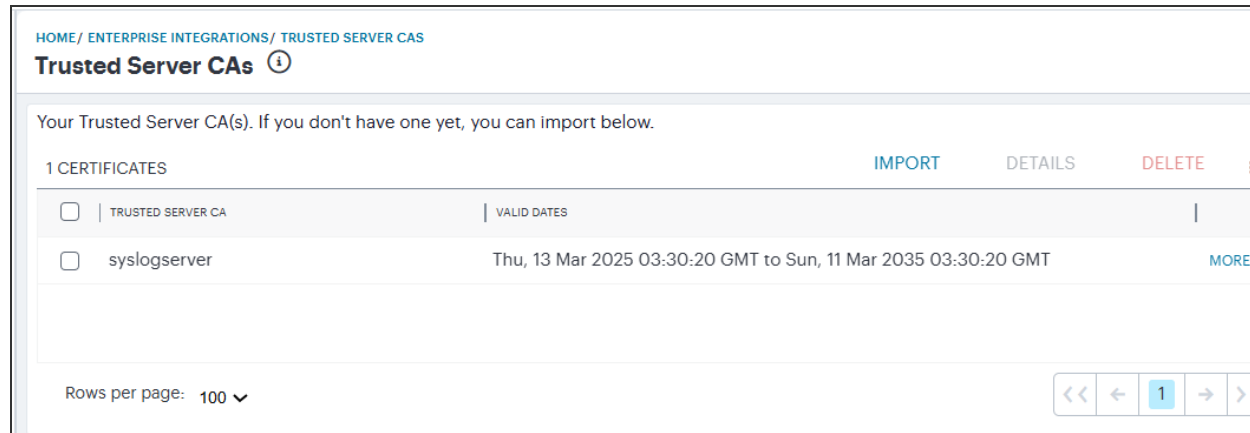 HOME/ ENTERPRISE INTEGRATIONS/ TRUSTED SERVER CAS
Trusted Server CAs
Your Trusted Server CA(s). If you don't have one yet, you can import below.
1 CERTIFICATES IMPORT DETAILS DELETE
TRUSTED SERVER CA VALID DATES
syslogserver Thu, 13 Mar 2025 03:30:20 GMT to Sun, 11 Mar 2035 03:30:20 GMT MORE
Rows per page: 100 << ← 1 → >